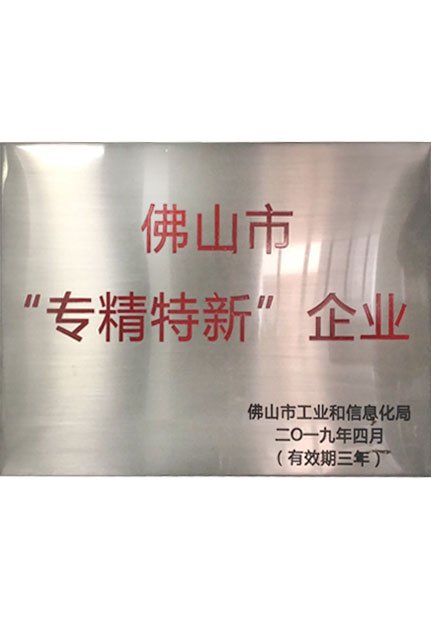 佛山市
“专精特新”企业
佛山市工业和信息化局
二〇一九年四月
（有效期三年）